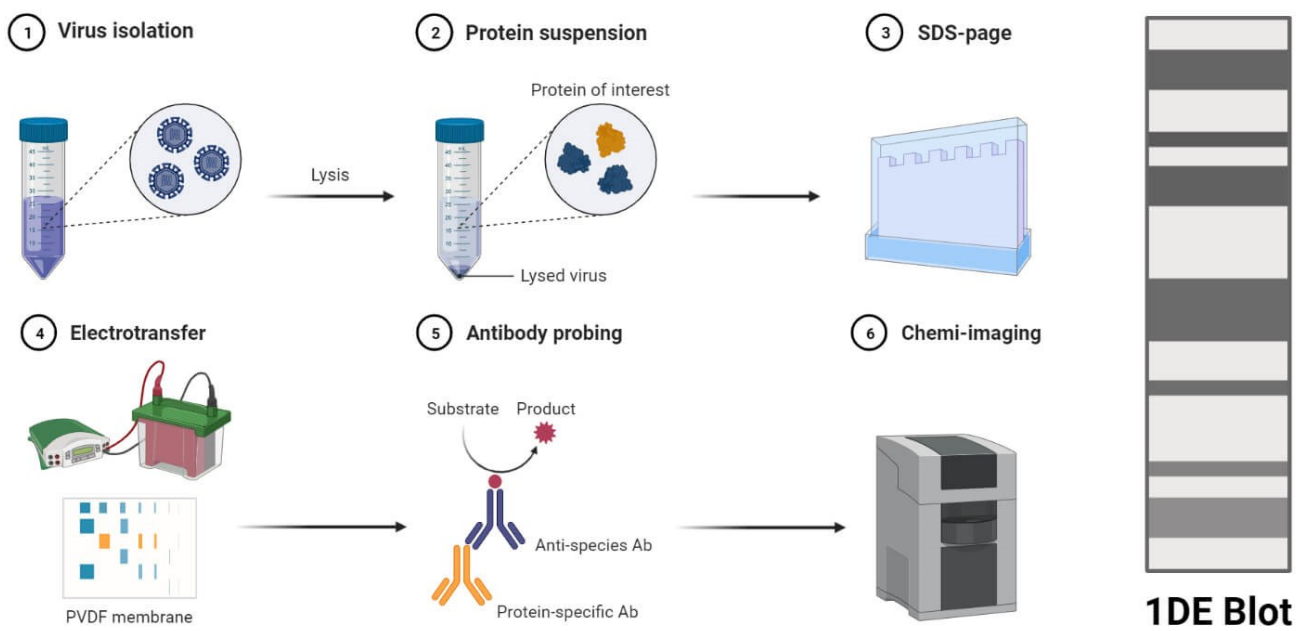 1 Virus isolation
2 Protein suspension
3 SDS-page
Protein of interest
Lysis
Lysed virus
4 Electrotransfer
5 Antibody probing
6 Chemi-imaging
Substrate Product
Anti-species Ab
Protein-specific Ab
PVDF membrane
1DE Blot